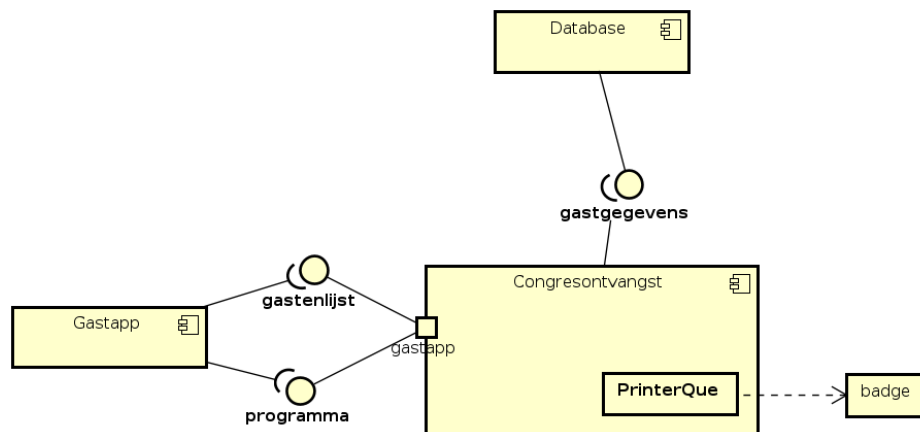 Database
gastgegevens
Congresontvangst
gastenlijst
Gastapp
gastapp
PrinterQue
badge
programma